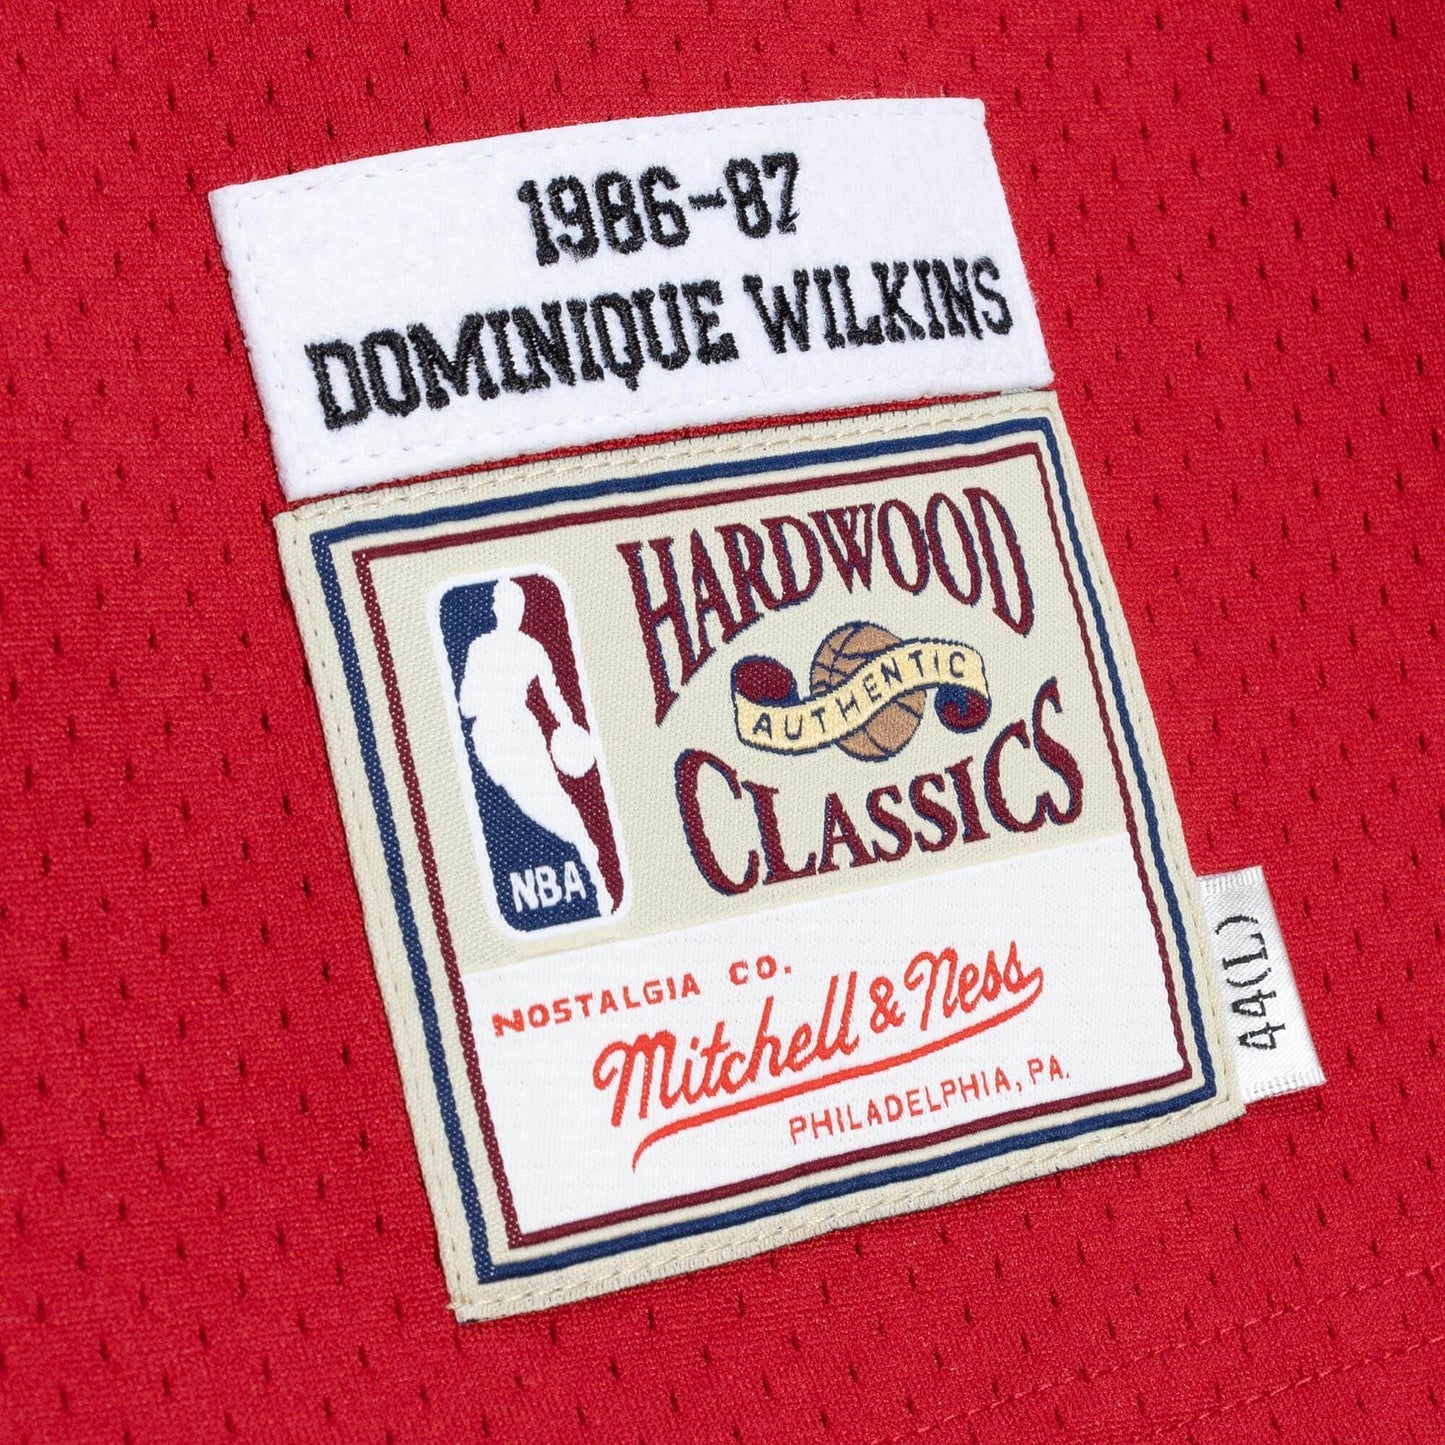 1986-87
DOMINIQUE WILKINS
HARDWOOD
AUTHENTIC
CLASSICS
NBA
NOSTALGIA CO.
Mitchell & Ness
PHILADELPHIA, PA.
44(L)